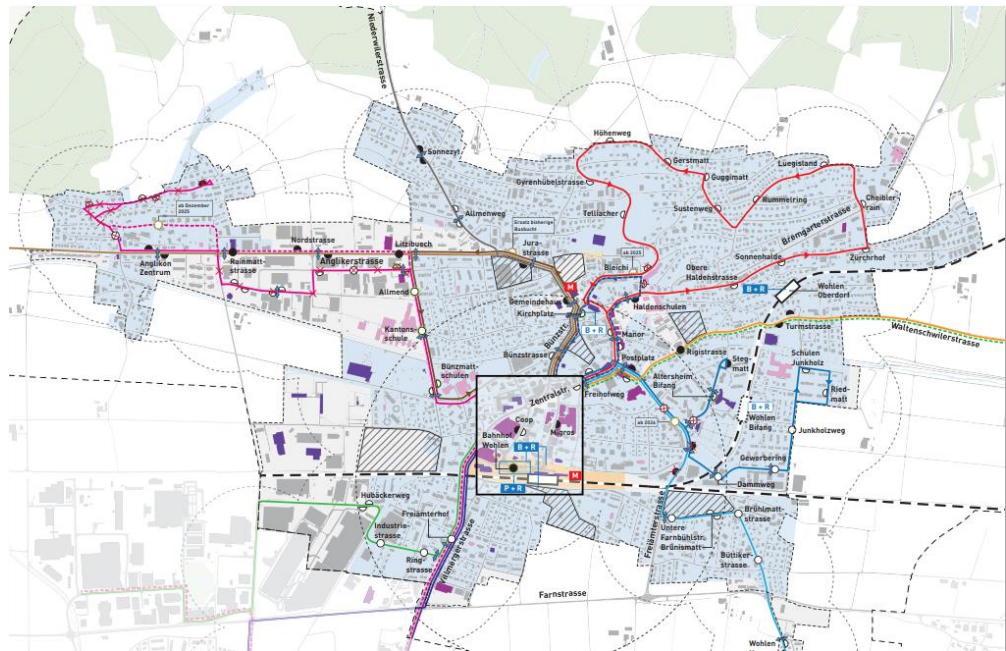 Niederwilerstrasse
Sonnezyl
Höhenweg
Gerstmatt
Luegisland
Guggimatt
Gyrenhübelstrasse
Rummelring
Cheibler-
rain
ab Dezember
2025
Allmenweg
Tellacher
Sustenweg
Bremgarterstrasse
Ersatz bisherige
Busbucht
Nordstrasse
Litzibuech
Jura-
strasse
ab 2025
Sonnenhalde
Zürchrhof
Anglikon
Zentrum
Rainmatt-
strasse
Anglikerstrasse
Bleichi
Obere
Haldenstrasse
Wohlen
Oberdorf
M
B + R
Allmend
Gemeindehaus
Haldenschulen
Kirchplatz
B + R
Turmstrasse
Kantons-
schule
Bünzstr.
Manor
Waltenschwilerstrasse
Bünzstrasse
Rigistrasse
Steg-
matt
Postplatz
Altersheim
Bifang
Schulen
Junkholz
Bünzmatt-
schulen
Zentralstr.
Freihofweg
Ried-
matt
B + R
Coop
Wohlen
Bifang
Migros
ab 2026
Junkholzweg
Bahnhof
Wohlen
B + R
Gewerbering
M
P + R
Dammweg
Hubäckerweg
Freiämterhof
Freiämterstrasse
Brühlmatt-
strasse
Industrie-
strasse
Untere
Farnbühlstr.
Brünismatt
Ring-
strasse
Villmergerstrasse
Büttiker-
strasse
Farnstrasse
Wohlen